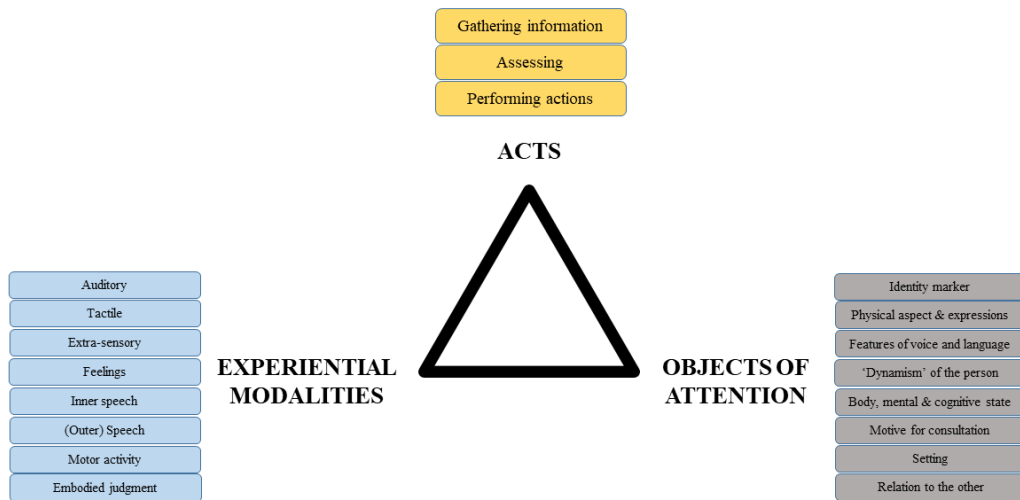 Gathering information
Assessing
Performing actions
ACTS
Auditory
Tactile
Extra-sensory
Feelings
Inner speech
(Outer) Speech
Motor activity
Embodied judgment
EXPERIENTIAL
MODALITIES
OBJECTS OF
ATTENTION
Identity marker
Physical aspect & expressions
Features of voice and language
‘Dynamism’ of the person
Body, mental & cognitive state
Motive for consultation
Setting
Relation to the other